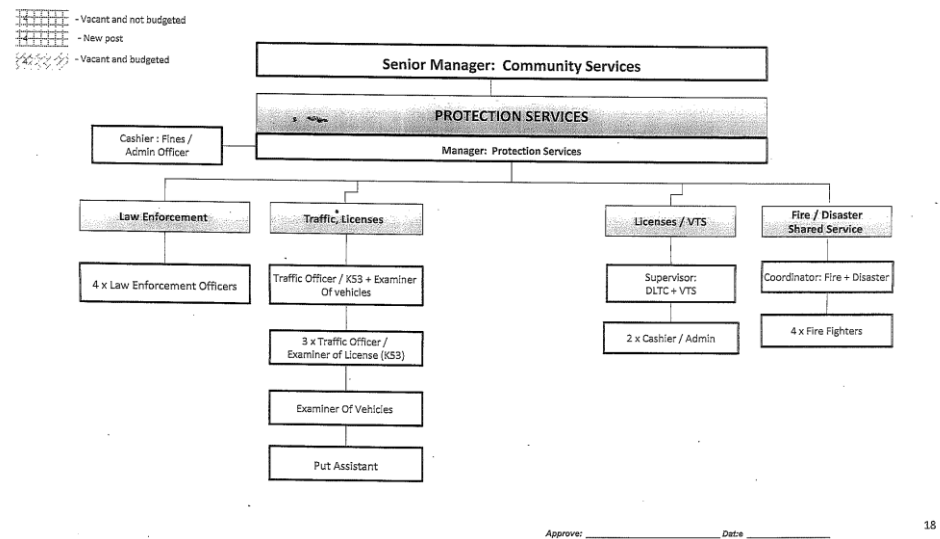 - Vacant and not budgeted
- New post
- Vacant and budgeted
Senior Manager: Community Services
PROTECTION SERVICES
Cashier : Fines /
Admin Officer
Manager: Protection Services
Law Enforcement
Traffic, Licenses
Licenses / VTS
Fire / Disaster
Shared Service
4 x Law Enforcement Officers
Traffic Officer / K53 + Examiner
Of vehicles
Supervisor:
DLTC + VTS
Coordinator: Fire + Disaster
3 x Traffic Officer /
Examiner of License (K53)
2 x Cashier / Admin
4 x Fire Fighters
Examiner Of Vehicles
Put Assistant
Approve: Date
18